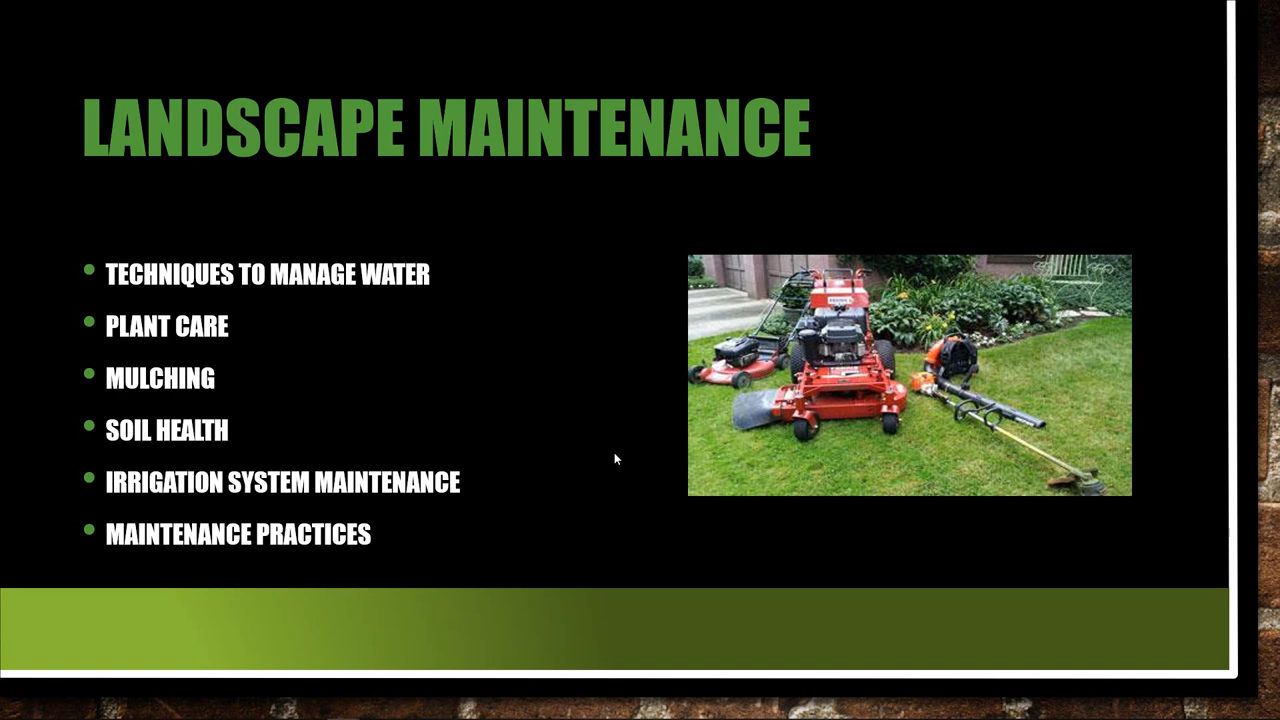 LANDSCAPE MAINTENANCE
TECHNIQUES TO MANAGE WATER
PLANT CARE
MULCHING
SOIL HEALTH
IRRIGATION SYSTEM MAINTENANCE
MAINTENANCE PRACTICES